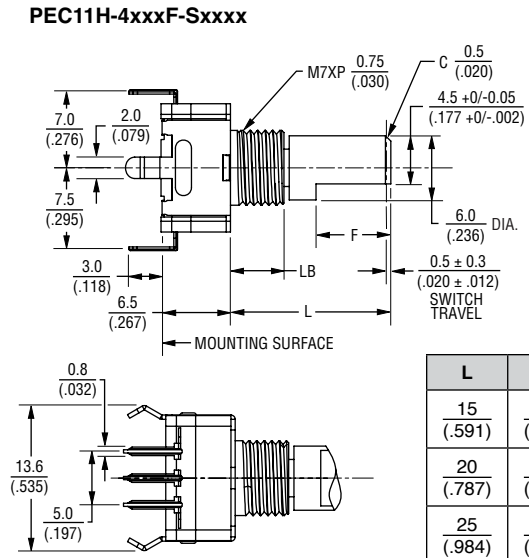 PEC11H-4xxxF-Sxxxx
M7XP 0.75
(.030)
C 0.5
(.020)
4.5 +0/-0.05
(.177 +0/-.002)
7.0
(.276)
2.0
(.079)
7.5
(.295)
6.0
(.236) DIA.
F
3.0
(.118)
LB
0.5 ± 0.3
(.020 ± .012)
SWITCH
TRAVEL
6.5
(.267)
L
MOUNTING SURFACE
0.8
(.032)
13.6
(.535)
5.0
(.197)
L
15
(.591)
20
(.787)
25
(.984)